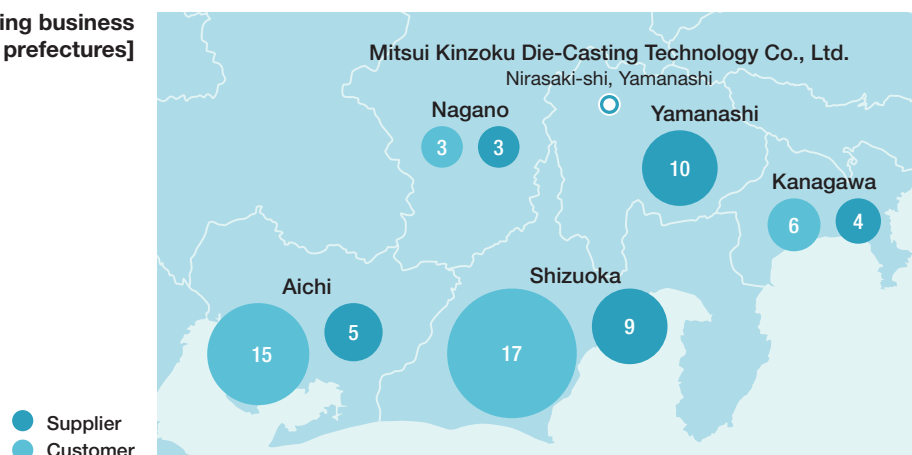 ing business
prefectures]
Mitsui Kinzoku Die-Casting Technology Co., Ltd.
Nirasaki-shi, Yamanashi
Nagano
3
3
Yamanashi
10
Kanagawa
6
4
Aichi
15
5
Shizuoka
17
9
Supplier
Customer